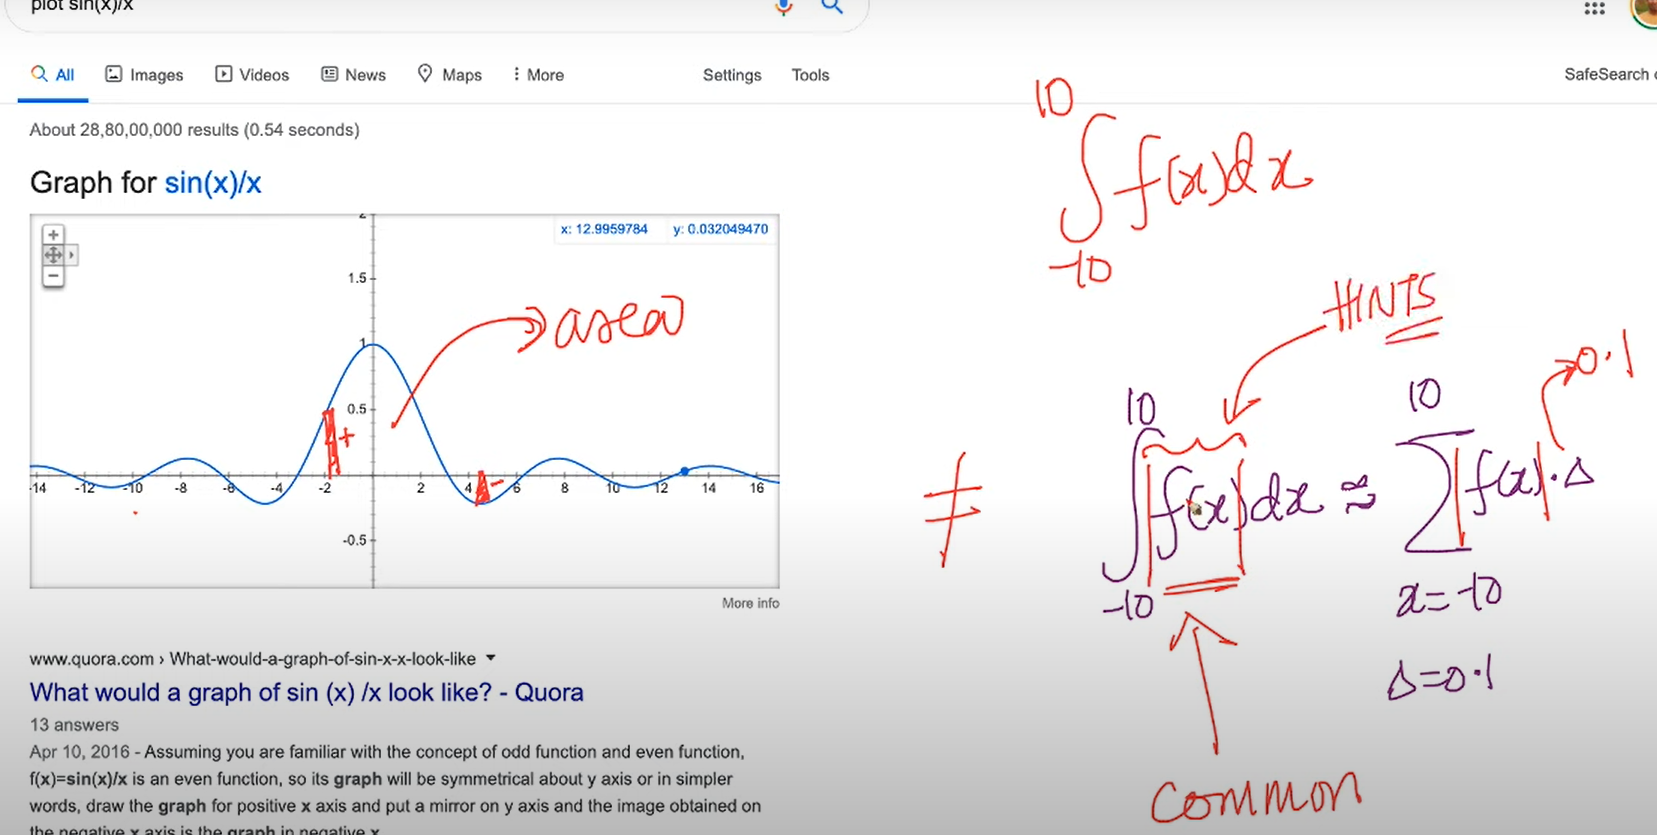 plot sin(x)/x
All Images Videos News Maps More Settings Tools SafeSearch
About 28,80,00,000 results (0.54 seconds)
Graph for sin(x)/x
x: 12.9959784 y: 0.032049470
2
1.5
1
0.5
-0.5
-14 -12 -10 -8 -6 -4 -2 2 4 6 8 10 12 14 16
+
-
area
More info
www.quora.com › What-would-a-graph-of-sin-x-x-look-like
What would a graph of sin (x) /x look like? - Quora
13 answers
Apr 10, 2016 - Assuming you are familiar with the concept of odd function and even function,
f(x)=sin(x)/x is an even function, so its graph will be symmetrical about y axis or in simpler
words, draw the graph for positive x axis and put a mirror on y axis and the image obtained on
the negative x axis is the graph in negative x
10
∫ f(x)dx
-10
HINTS
0.1
10 10
≠ ∫ |f(x)|dx ≈ Σ |f(x)|·Δ
-10 x=-10
Δ=0.1
COMMON